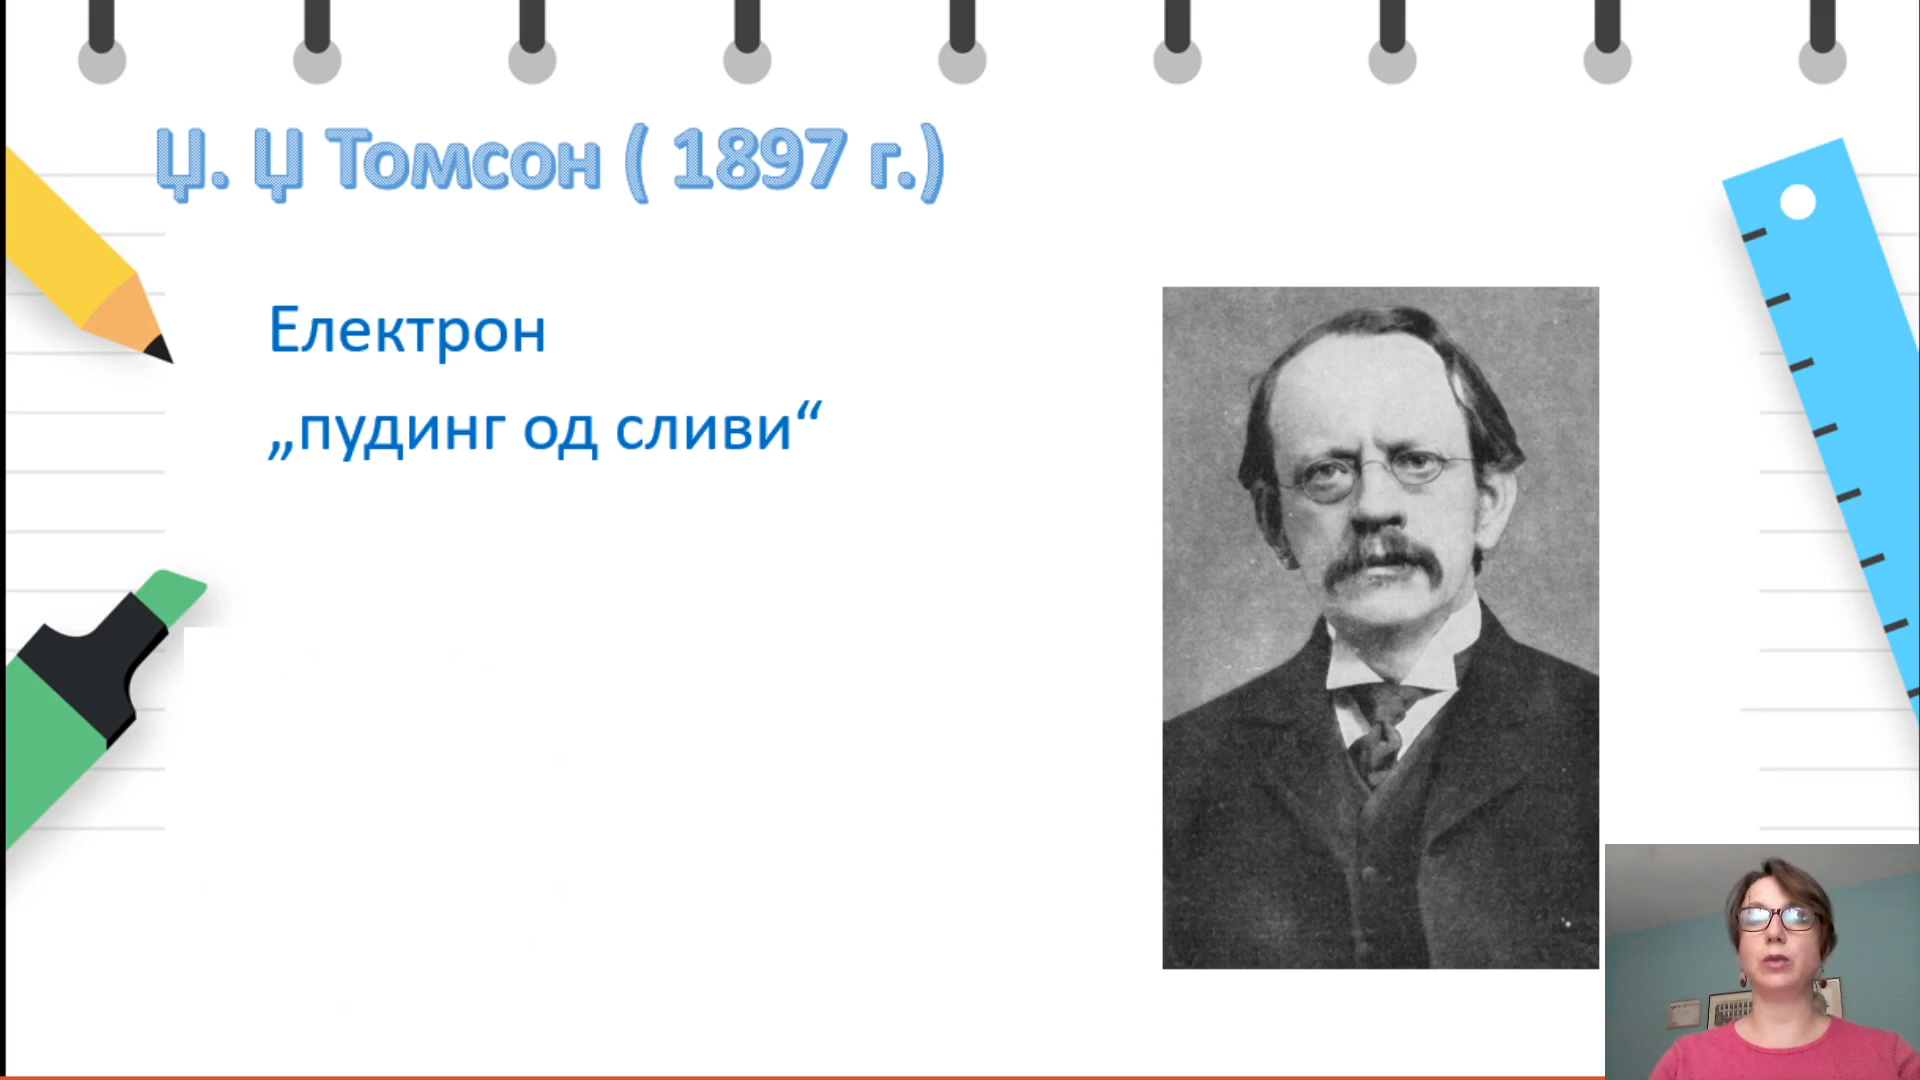 Џ. Џ Томсон ( 1897 г.)
Електрон
„пудинг од сливи“